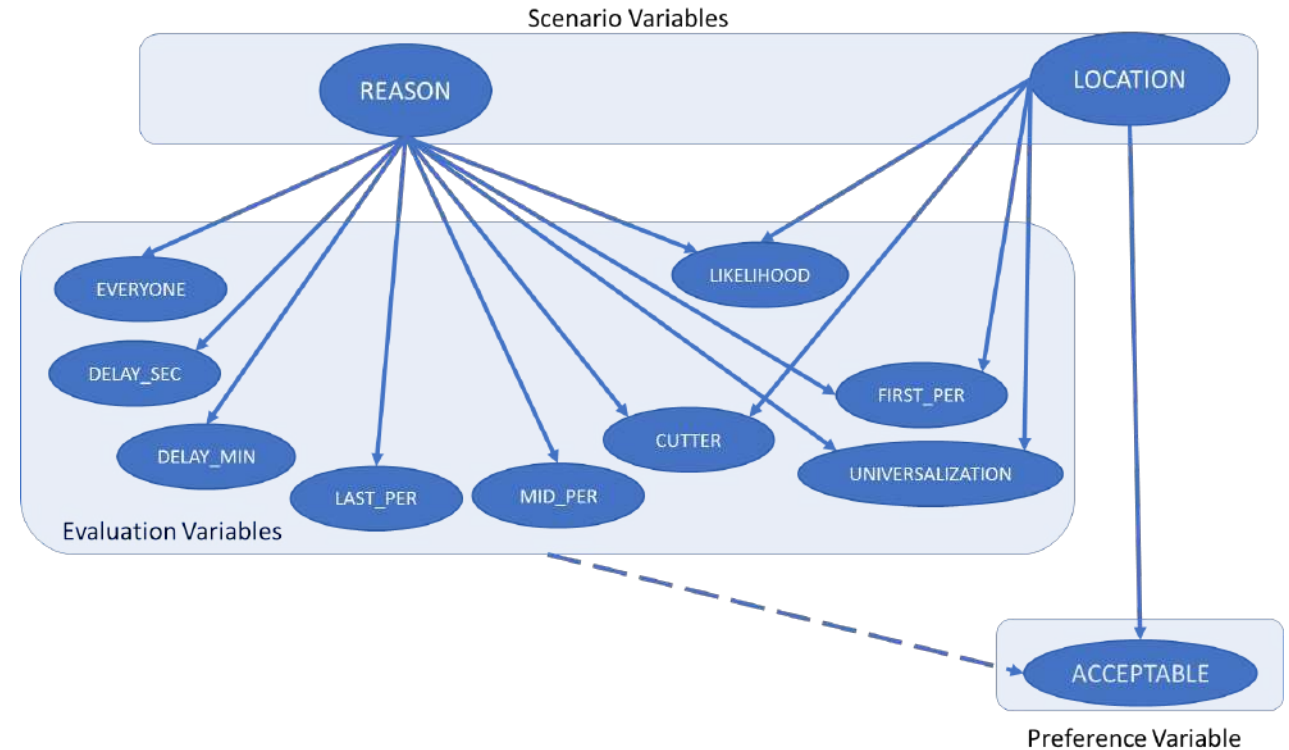 Scenario Variables
REASON
LOCATION
EVERYONE
LIKELIHOOD
DELAY_SEC
FIRST_PER
CUTTER
DELAY_MIN
UNIVERSALIZATION
LAST_PER
MID_PER
Evaluation Variables
ACCEPTABLE
Preference Variable